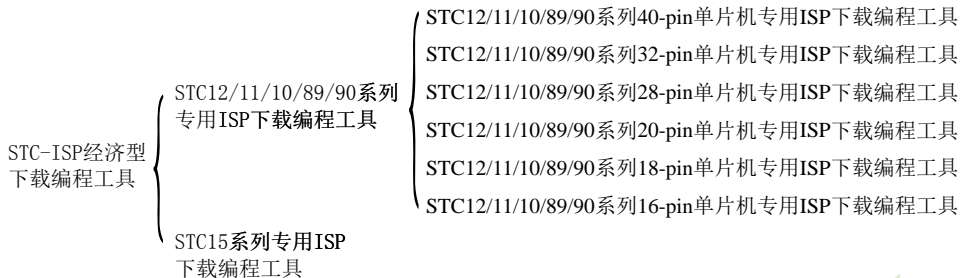 STC-ISP经济型
下载编程工具
STC12/11/10/89/90系列
专用ISP下载编程工具
STC12/11/10/89/90系列40-pin单片机专用ISP下载编程工具
STC12/11/10/89/90系列32-pin单片机专用ISP下载编程工具
STC12/11/10/89/90系列28-pin单片机专用ISP下载编程工具
STC12/11/10/89/90系列20-pin单片机专用ISP下载编程工具
STC12/11/10/89/90系列18-pin单片机专用ISP下载编程工具
STC12/11/10/89/90系列16-pin单片机专用ISP下载编程工具
STC15系列专用ISP
下载编程工具